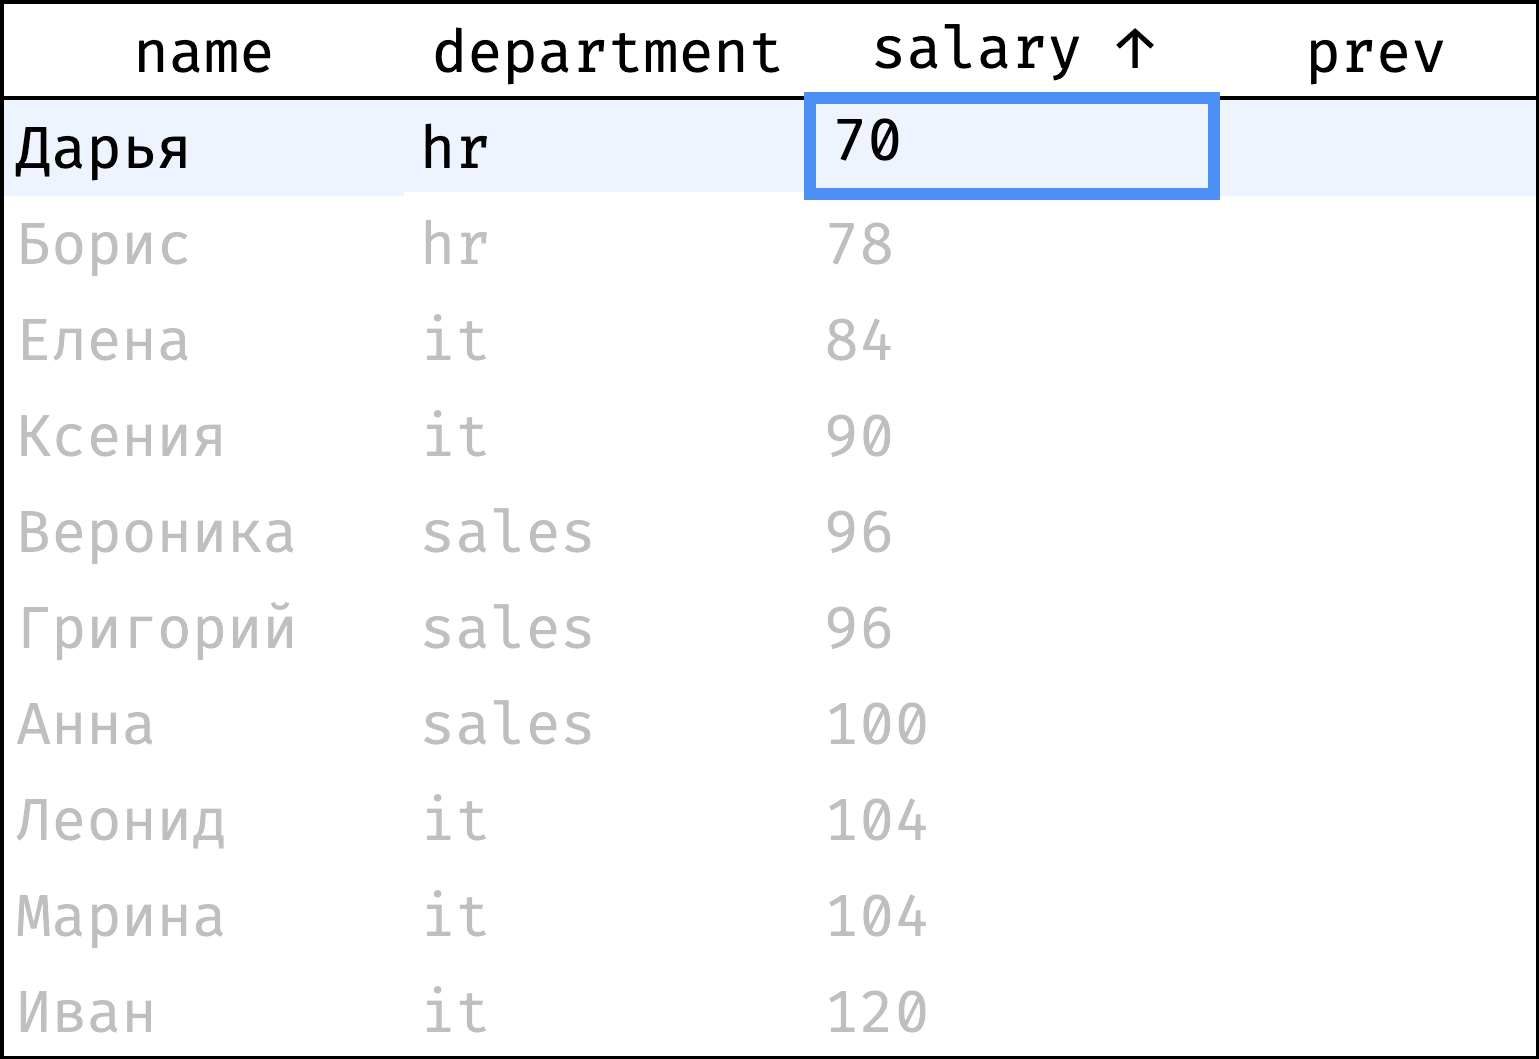 name department salary ↑ prev
Дарья hr 70
Борис hr 78
Елена it 84
Ксения it 90
Вероника sales 96
Григорий sales 96
Анна sales 100
Леонид it 104
Марина it 104
Иван it 120